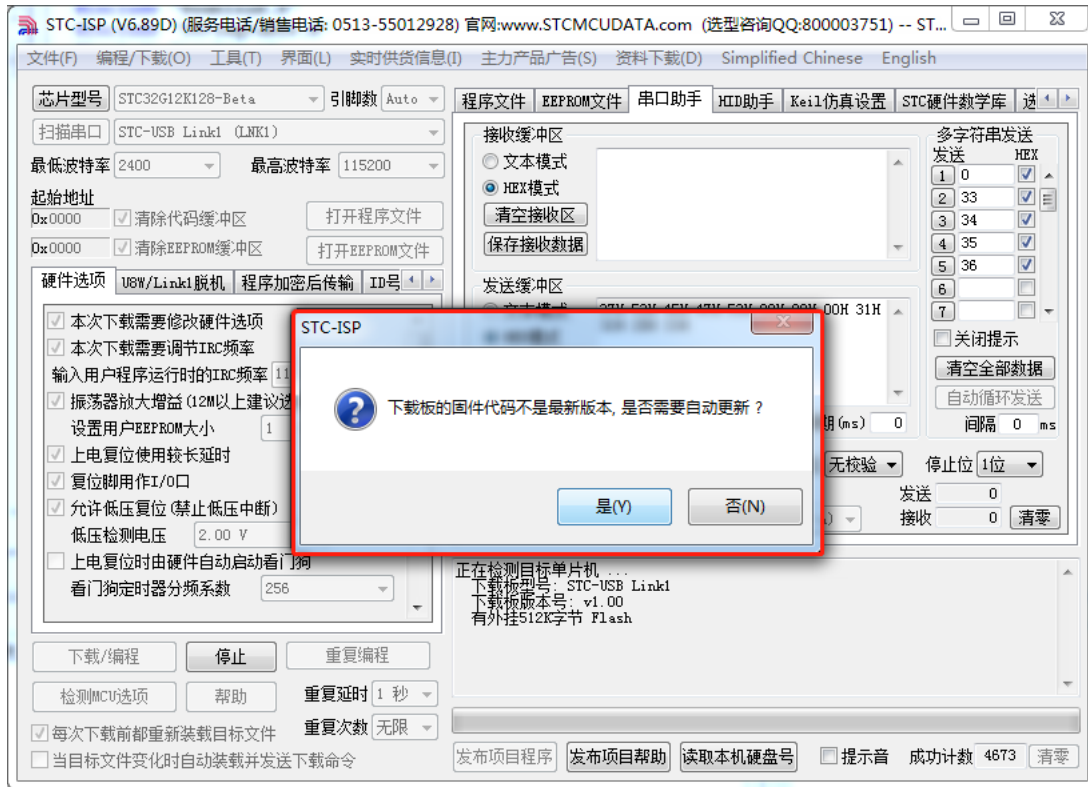 STC-ISP (V6.89D) (服务电话/销售电话: 0513-55012928) 官网:www.STCMCUDATA.com (选型咨询QQ:800003751) -- ST...
文件(F) 编程/下载(O) 工具(T) 界面(L) 实时供货信息(I) 主力产品广告(S) 资料下载(D) Simplified Chinese English
芯片型号 STC32G12K128-Beta 引脚数 Auto
扫描串口 STC-USB Link1 (LNK1)
最低波特率 2400 最高波特率 115200
起始地址
0x0000 清除代码缓冲区 打开程序文件
0x0000 清除EEPROM缓冲区 打开EEPROM文件
硬件选项 U8W/Link1脱机 程序加密后传输 ID号
本次下载需要修改硬件选项
本次下载需要调节IRC频率
输入用户程序运行时的IRC频率 11
振荡器放大增益(12M以上建议选
设置用户EEPROM大小 1
上电复位使用较长延时
复位脚用作I/O口
允许低压复位(禁止低压中断)
低压检测电压 2.00 V
上电复位时由硬件自动启动看门狗
看门狗定时器分频系数 256
下载/编程 停止 重复编程
检测MCU选项 帮助 重复延时 1 秒
每次下载前都重新装载目标文件 重复次数 无限
当目标文件变化时自动装载并发送下载命令
程序文件 EEPROM文件 串口助手 HID助手 Keil仿真设置 STC硬件数学库 选
接收缓冲区
文本模式
HEX模式
清空接收区
保存接收数据
多字符串发送
发送 HEX
1 0
2 33
3 34
4 35
5 36
6
7
关闭提示
清空全部数据
自动循环发送
间隔 0 ms
发送缓冲区
00H 31H
期(ms) 0
无校验 停止位 1位
发送 0
接收 0 清零
STC-ISP
下载板的固件代码不是最新版本, 是否需要自动更新 ?
是(Y) 否(N)
正在检测目标单片机 ...
下载板型号: STC-USB Link1
下载板版本号: v1.00
有外挂512K字节 Flash
发布项目程序 发布项目帮助 读取本机硬盘号 提示音 成功计数 4673 清零